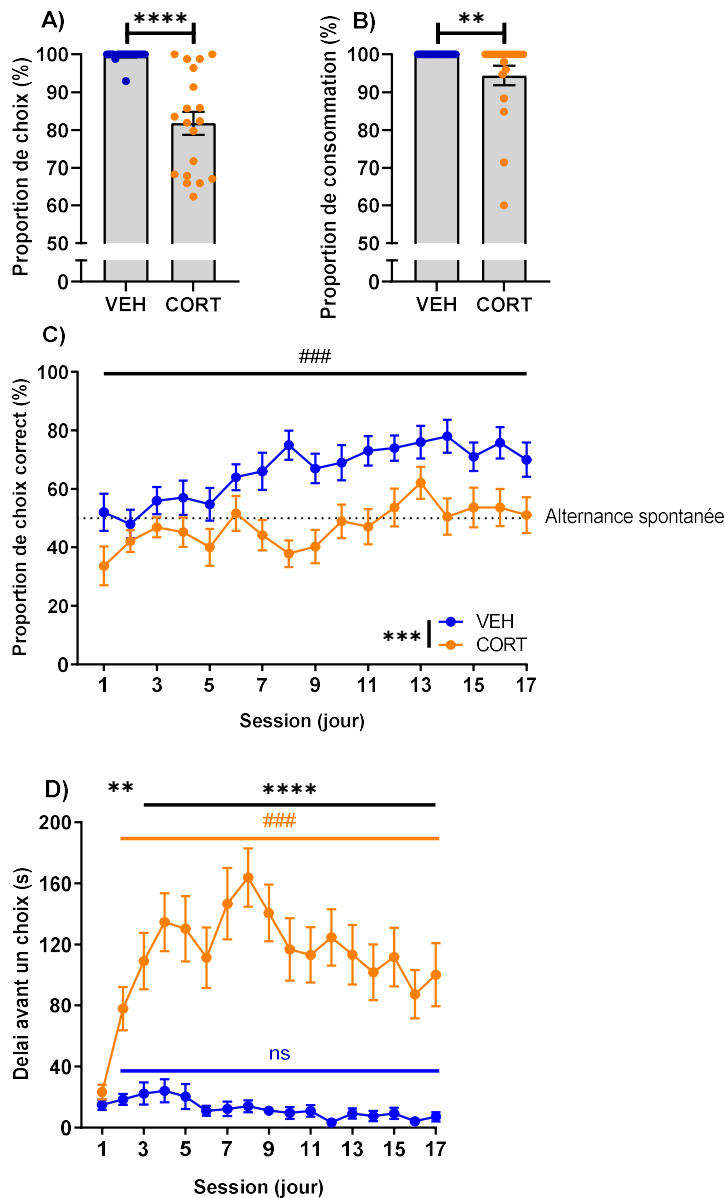 A)
****
Proportion de choix (%)
100
90
80
70
60
50
0
VEH
CORT
B)
**
Proportion de consommation (%)
100
90
80
70
60
50
0
VEH
CORT
C)
###
Proportion de choix correct (%)
100
80
60
40
20
0
Alternance spontanée
***
VEH
CORT
1 3 5 7 9 11 13 15 17
Session (jour)
D)
**
****
###
Delai avant un choix (s)
200
160
120
80
40
0
ns
1 3 5 7 9 11 13 15 17
Session (jour)